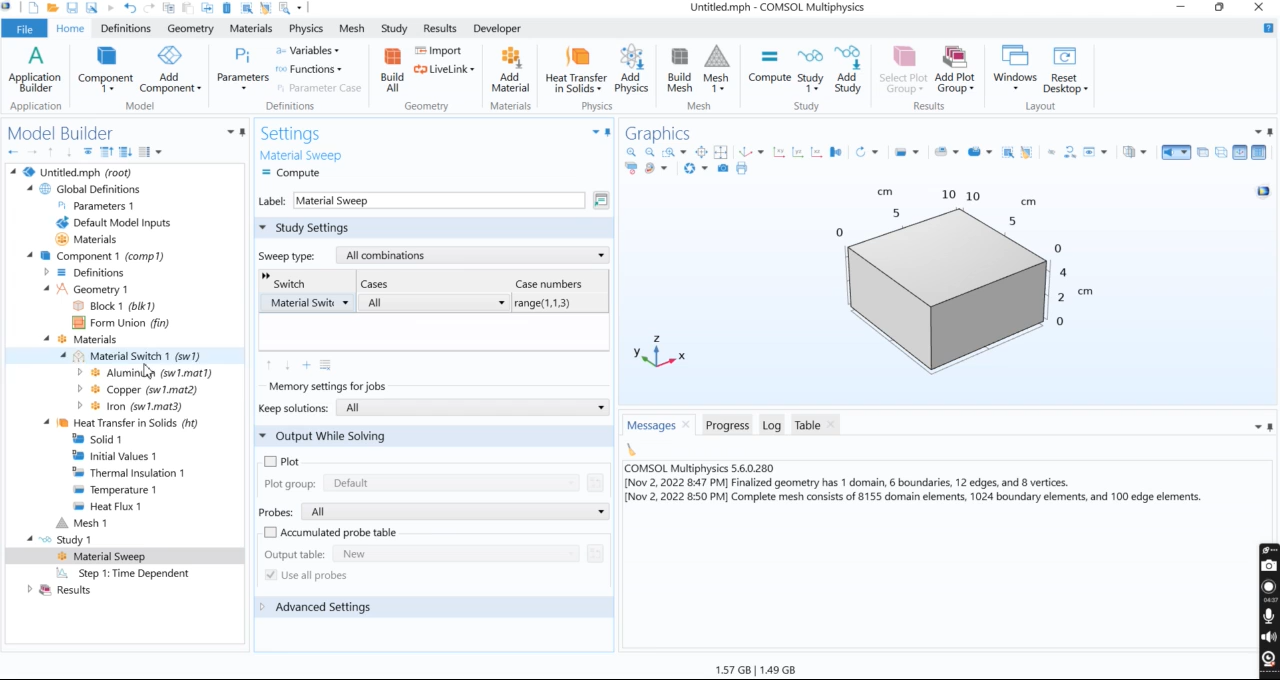 Untitled.mph - COMSOL Multiphysics
File Home Definitions Geometry Materials Physics Mesh Study Results Developer
Application Builder
Component 1
Add Component
Pi Parameters
a= Variables
f(x) Functions
Pi Parameter Case
Build All
Import
LiveLink
Add Material
Heat Transfer in Solids
Add Physics
Build Mesh
Mesh 1
Compute
Study 1
Add Study
Select Plot Group
Add Plot Group
Windows
Reset Desktop
Application Model Definitions Geometry Materials Physics Mesh Study Results Layout
Model Builder
Untitled.mph (root)
Global Definitions
Pi Parameters 1
Default Model Inputs
Materials
Component 1 (comp1)
Definitions
Geometry 1
Block 1 (blk1)
Form Union (fin)
Materials
Material Switch 1 (sw1)
(sw1.mat1)
Copper (sw1.mat2)
Iron (sw1.mat3)
Heat Transfer in Solids (ht)
Solid 1
Initial Values 1
Thermal Insulation 1
Temperature 1
Heat Flux 1
Mesh 1
Study 1
Material Sweep
Step 1: Time Dependent
Results
Settings
Material Sweep
= Compute
Label: Material Sweep
Study Settings
Sweep type: All combinations
Switch Cases Case numbers
Material Swit All range(1,1,3)
Memory settings for jobs
Keep solutions: All
Output While Solving
Plot
Plot group: Default
Probes: All
Accumulated probe table
Output table: New
Use all probes
Advanced Settings
Graphics
cm 10 10 cm
5 5
0 0
4
cm
2
0
z
y x
Messages Progress Log Table
COMSOL Multiphysics 5.6.0.280
[Nov 2, 2022 8:47 PM] Finalized geometry has 1 domain, 6 boundaries, 12 edges, and 8 vertices.
[Nov 2, 2022 8:50 PM] Complete mesh consists of 8155 domain elements, 1024 boundary elements, and 100 edge elements.
04:37
1.57 GB | 1.49 GB